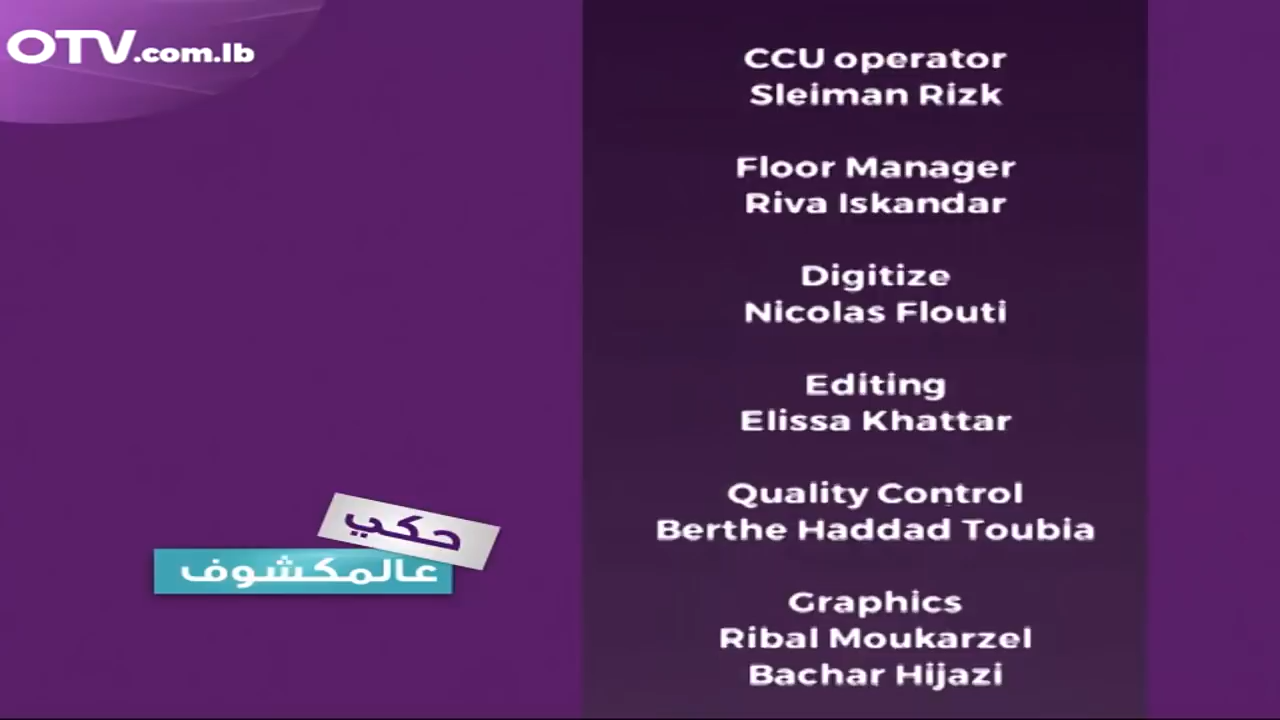 OTV.com.lb
CCU operator
Sleiman Rizk
Floor Manager
Riva Iskandar
Digitize
Nicolas Flouti
Editing
Elissa Khattar
Quality Control
Berthe Haddad Toubia
Graphics
Ribal Moukarzel
Bachar Hijazi
حكي
عالمكشوف